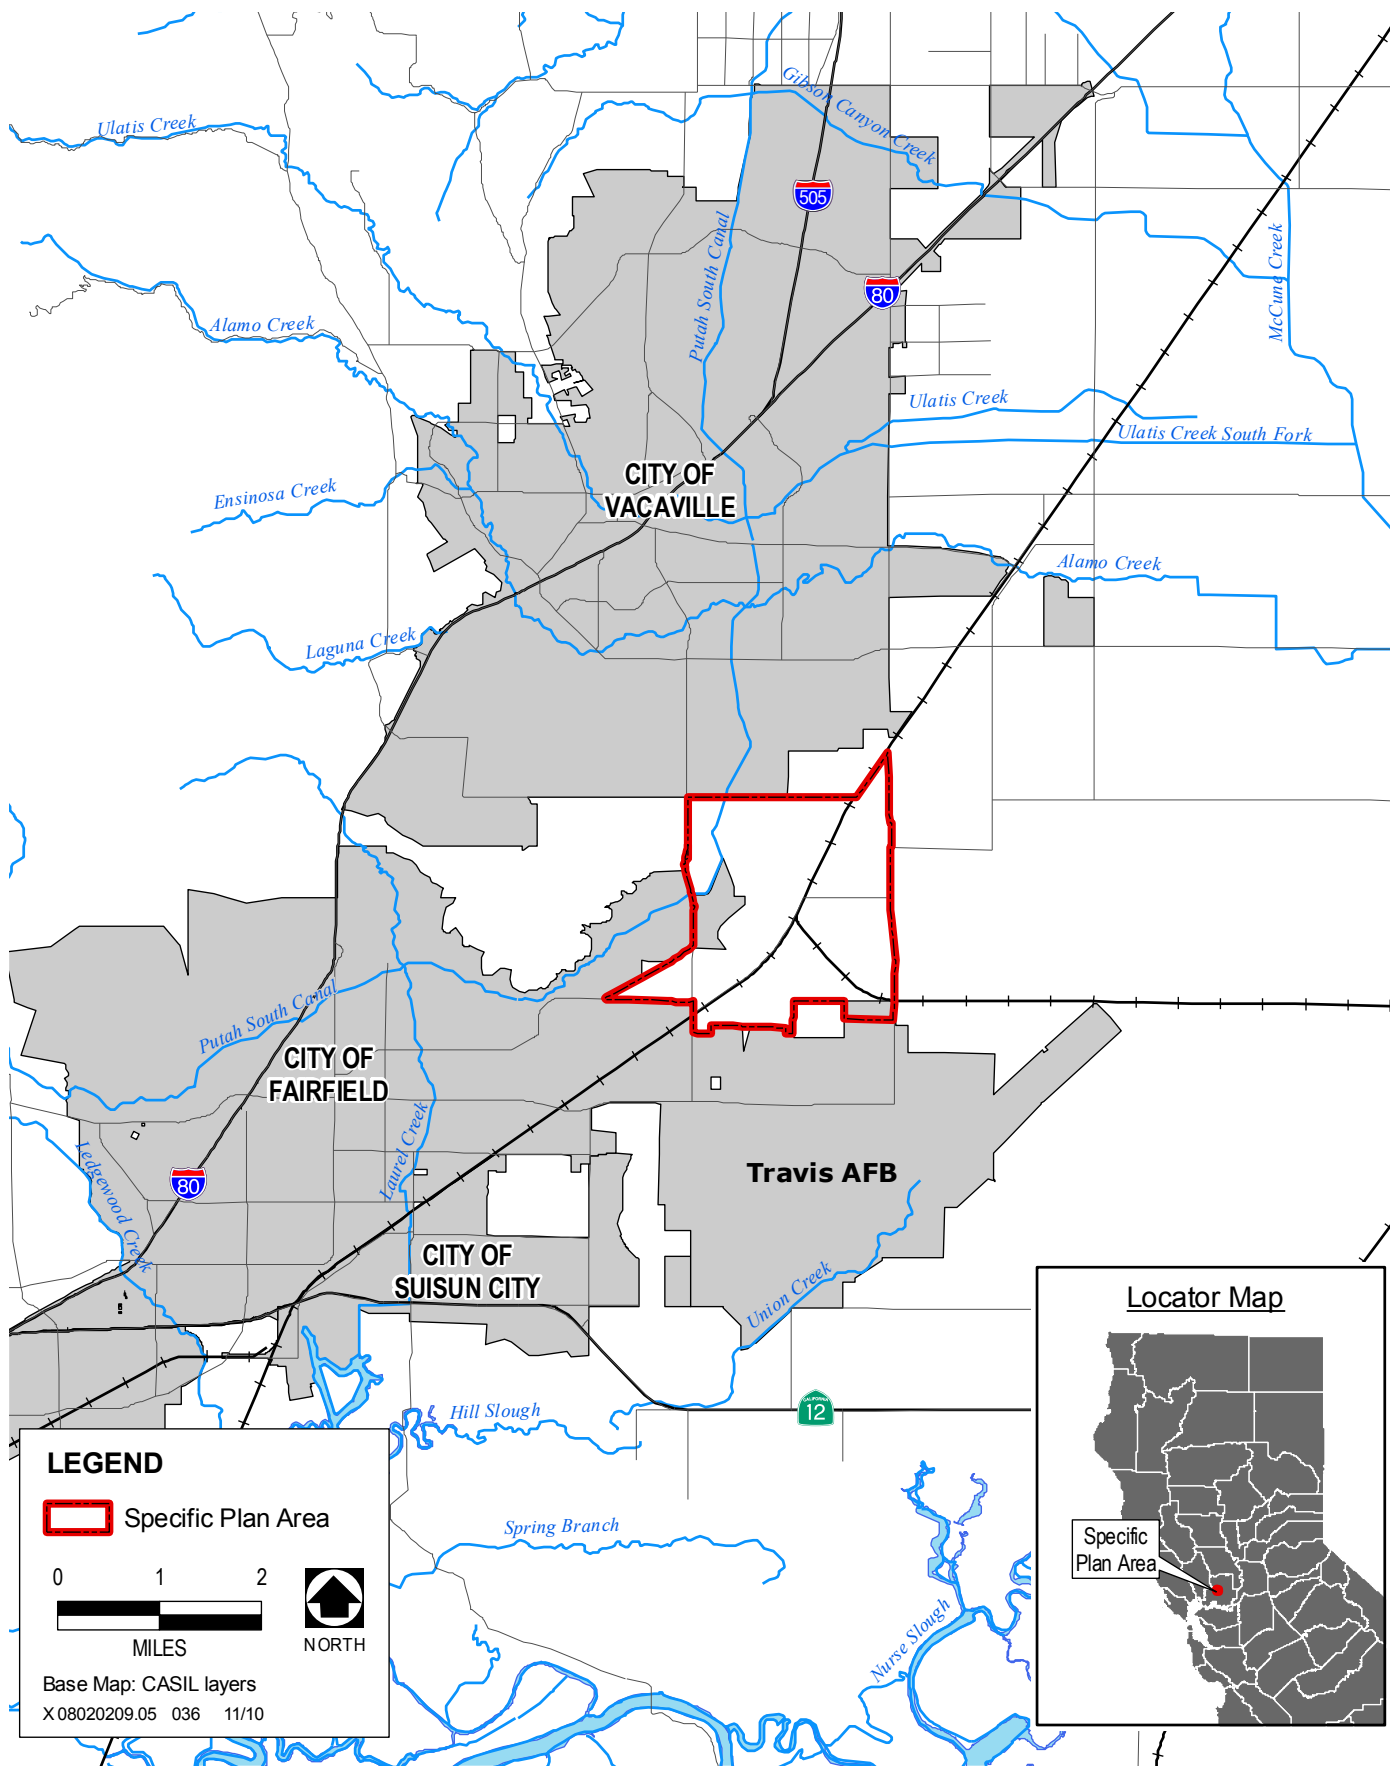 Gibson Canyon Creek
Ulatis Creek
505
Putah South Canal
McCune Creek
80
Alamo Creek
Ulatis Creek
Ulatis Creek South Fork
CITY OF
VACAVILLE
Ensinosa Creek
Alamo Creek
Laguna Creek
Putah South Canal
CITY OF
FAIRFIELD
Ledgewood Creek
Laurel Creek
80
Travis AFB
CITY OF
SUISUN CITY
Union Creek
Hill Slough
CALIFORNIA
12
Spring Branch
Nurse Slough
LEGEND
Specific Plan Area
0 1 2
MILES
NORTH
Base Map: CASIL layers
X 08020209.05 036 11/10
Locator Map
Specific
Plan Area